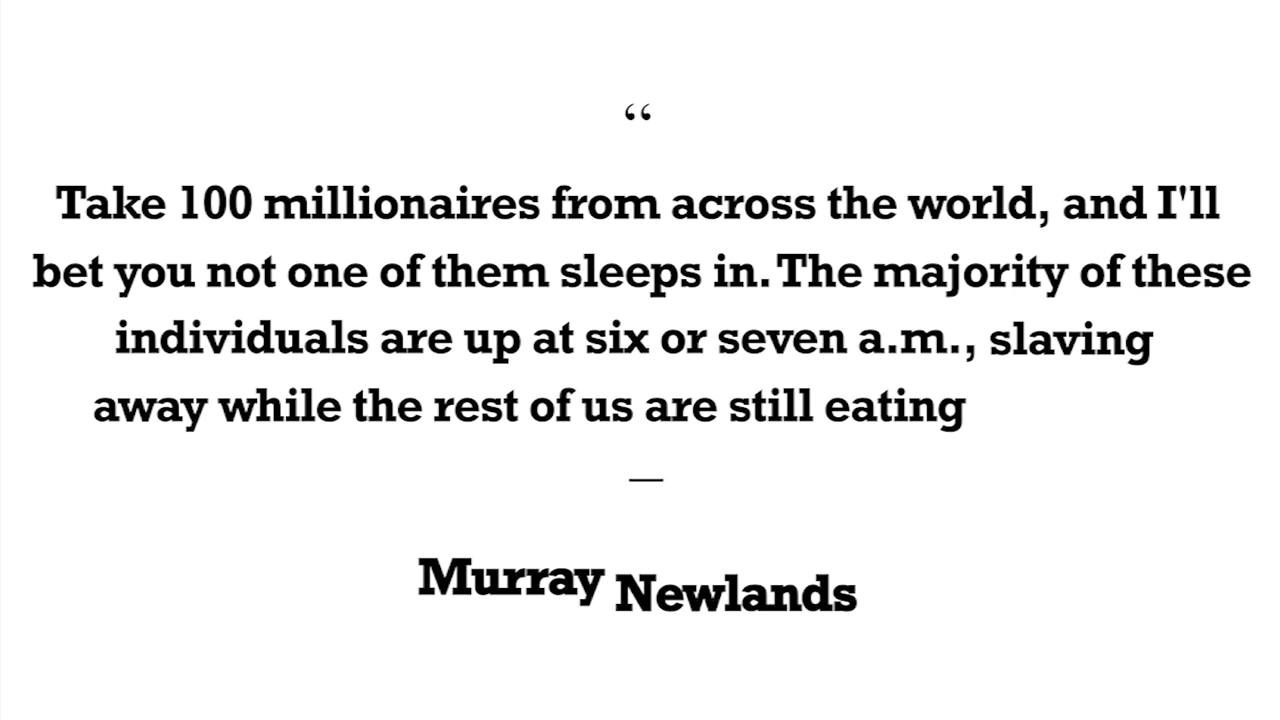 “
Take 100 millionaires from across the world, and I'll
bet you not one of them sleeps in. The majority of these
individuals are up at six or seven a.m., slaving
away while the rest of us are still eating
—
Murray Newlands